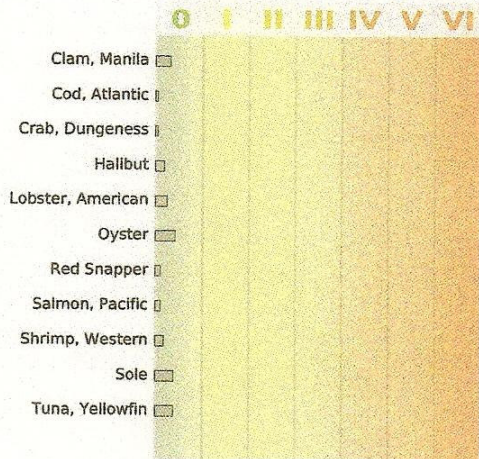 0 I II III IV V VI
Clam, Manila
Cod, Atlantic
Crab, Dungeness
Halibut
Lobster, American
Oyster
Red Snapper
Salmon, Pacific
Shrimp, Western
Sole
Tuna, Yellowfin